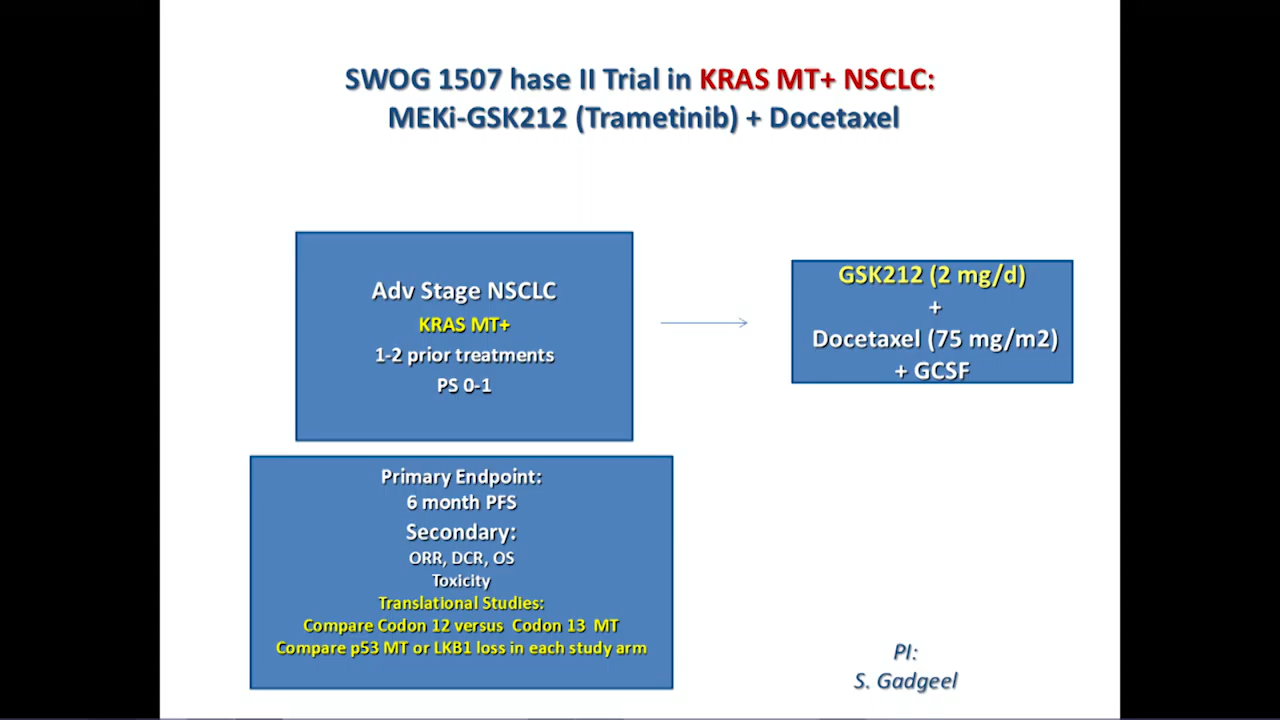 SWOG 1507 hase II Trial in KRAS MT+ NSCLC:
MEKi-GSK212 (Trametinib) + Docetaxel
Adv Stage NSCLC
KRAS MT+
1-2 prior treatments
PS 0-1
GSK212 (2 mg/d)
+
Docetaxel (75 mg/m2)
+ GCSF
Primary Endpoint:
6 month PFS
Secondary:
ORR, DCR, OS
Toxicity
Translational Studies:
Compare Codon 12 versus Codon 13 MT
Compare p53 MT or LKB1 loss in each study arm
PI:
S. Gadgeel